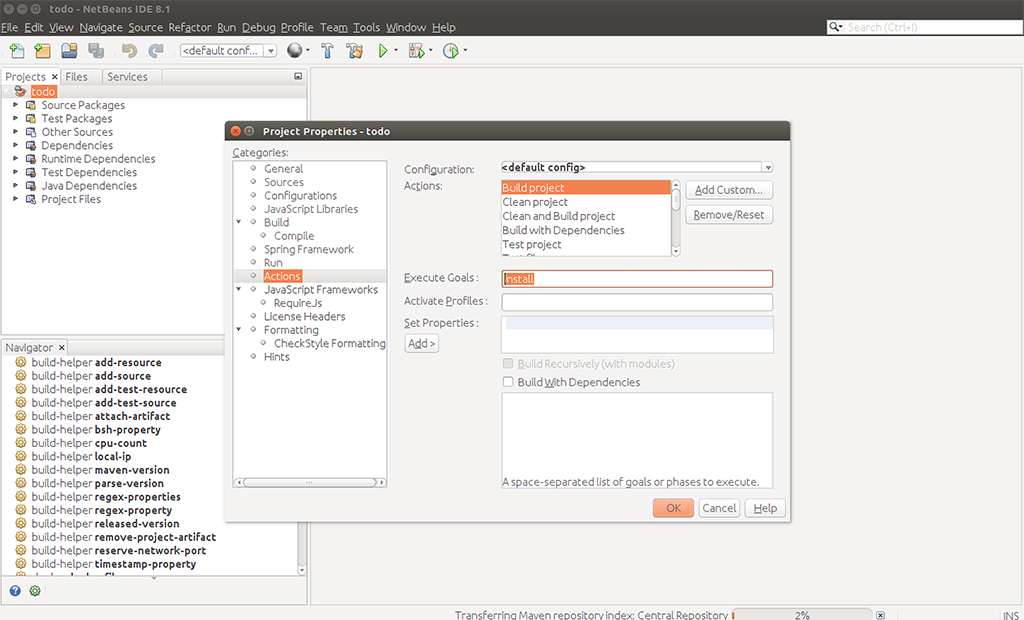 todo - NetBeans IDE 8.1
File Edit View Navigate Source Refactor Run Debug Profile Team Tools Window Help
Search (Ctrl+I)
<default conf...
Projects Files Services
todo
Source Packages
Test Packages
Other Sources
Dependencies
Runtime Dependencies
Test Dependencies
Java Dependencies
Project Files
Navigator
build-helper add-resource
build-helper add-source
build-helper add-test-resource
build-helper add-test-source
build-helper attach-artifact
build-helper bsh-property
build-helper cpu-count
build-helper local-ip
build-helper maven-version
build-helper parse-version
build-helper regex-properties
build-helper regex-property
build-helper released-version
build-helper remove-project-artifact
build-helper reserve-network-port
build-helper timestamp-property
Project Properties - todo
Categories:
General
Sources
Configurations
JavaScript Libraries
Build
Compile
Spring Framework
Run
Actions
JavaScript Frameworks
RequireJs
License Headers
Formatting
CheckStyle Formatting
Hints
Configuration: <default config>
Actions:
Build project
Clean project
Clean and Build project
Build with Dependencies
Test project
Add Custom...
Remove/Reset
Execute Goals: install
Activate Profiles:
Set Properties:
Add >
Build Recursively (with modules)
Build With Dependencies
A space-separated list of goals or phases to execute.
OK Cancel Help
Transferring Maven repository index: Central Repository 2% INS